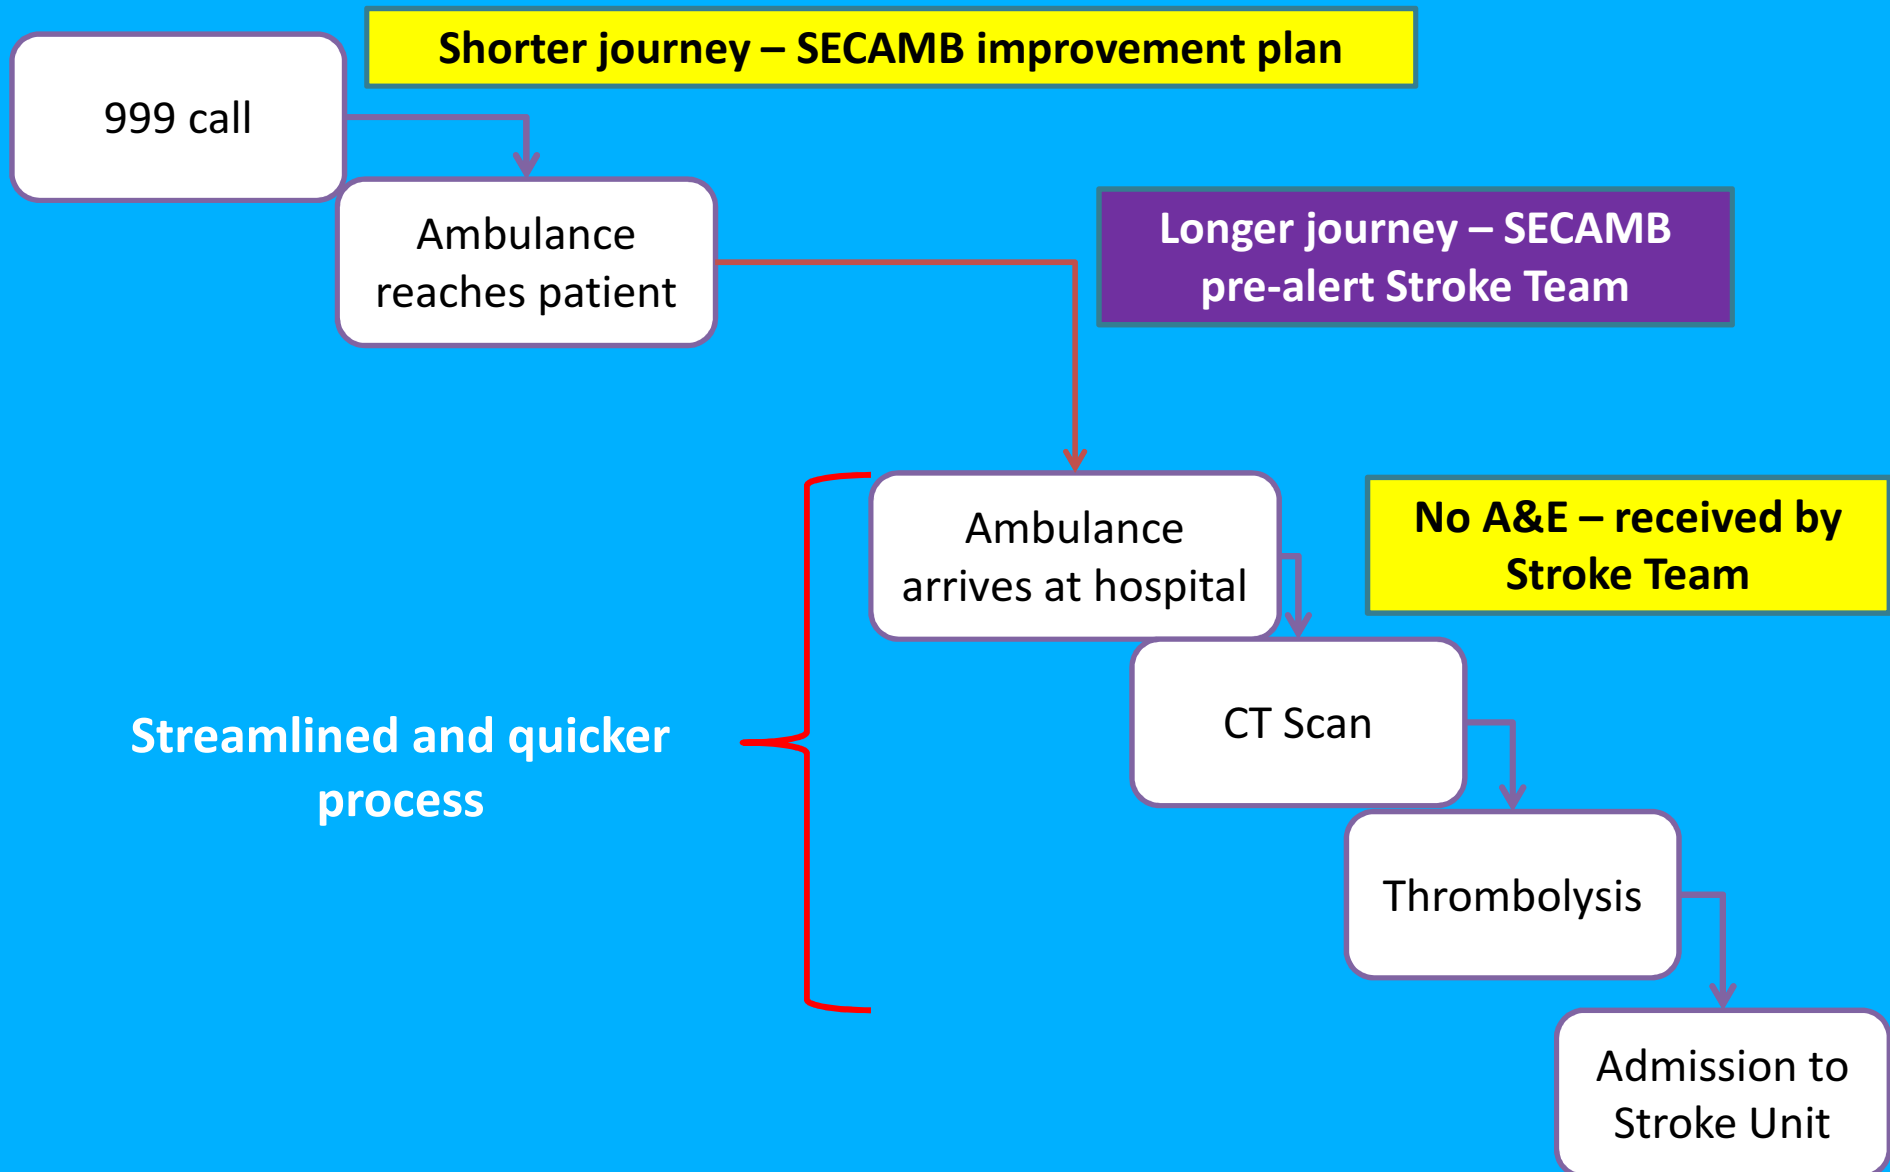 Shorter journey – SECAMB improvement plan
999 call
Ambulance
reaches patient
Longer journey – SECAMB
pre-alert Stroke Team
Ambulance
arrives at hospital
No A&E – received by
Stroke Team
CT Scan
Streamlined and quicker
process
Thrombolysis
Admission to
Stroke Unit